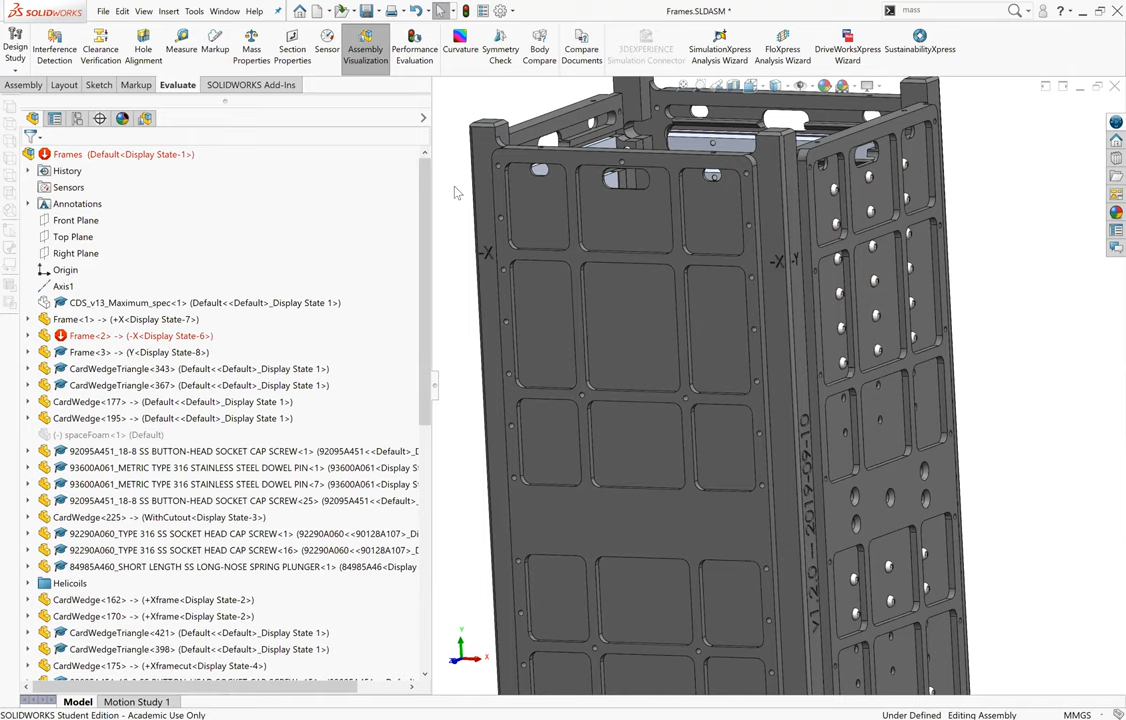 SOLIDWORKS File Edit View Insert Tools Window Help Frames.SLDASM * mass
Design Study
Interference Detection
Clearance Verification
Hole Alignment
Measure
Markup
Mass Properties
Section Properties
Sensor
Assembly Visualization
Performance Evaluation
Curvature
Symmetry Check
Body Compare
Compare Documents
3DEXPERIENCE Simulation Connector
SimulationXpress Analysis Wizard
FloXpress Analysis Wizard
DriveWorksXpress Wizard
SustainabilityXpress
Assembly Layout Sketch Markup Evaluate SOLIDWORKS Add-Ins
Frames (Default<Display State-1>)
History
Sensors
Annotations
Front Plane
Top Plane
Right Plane
Origin
Axis1
CDS_v13_Maximum_spec<1> (Default<<Default>_Display State 1>)
Frame<1> -> (+X<Display State-7>)
Frame<2> -> (-X<Display State-6>)
Frame<3> -> (Y<Display State-8>)
CardWedgeTriangle<343> (Default<<Default>_Display State 1>)
CardWedgeTriangle<367> (Default<<Default>_Display State 1>)
CardWedge<177> -> (Default<<Default>_Display State 1>)
CardWedge<195> -> (Default<<Default>_Display State 1>)
(-) spaceFoam<1> (Default)
92095A451_18-8 SS BUTTON-HEAD SOCKET CAP SCREW<1> (92095A451<Display
93600A061_METRIC TYPE 316 STAINLESS STEEL DOWEL PIN<1> (93600A061<Display S
93600A061_METRIC TYPE 316 STAINLESS STEEL DOWEL PIN<7> (93600A061<Display S
92095A451_18-8 SS BUTTON-HEAD SOCKET CAP SCREW<25> (92095A451<Default>_
CardWedge<225> (WithCutout<Display State-3>)
92290A060_TYPE 316 SS SOCKET HEAD CAP SCREW<1> (92290A060<<90128A107>_Di
92290A060_TYPE 316 SS SOCKET HEAD CAP SCREW<16> (92290A060<<90128A107>_D
84985A460_SHORT LENGTH SS LONG-NOSE SPRING PLUNGER<1> (84985A46<Display
Helicoils
CardWedge<162> -> (+Xframe<Display State-2>)
CardWedge<170> -> (+Xframe<Display State-2>)
CardWedgeTriangle<421> (Default<<Default>_Display State 1>)
CardWedgeTriangle<398> (Default<<Default>_Display State 1>)
CardWedge<175> -> (+Xframecut<Display State-4>)
-X
-X
-Y
v1.2.0 – 2019-09-10
X
Model Motion Study 1
SOLIDWORKS Student Edition - Academic Use Only Under Defined Editing Assembly MMGS